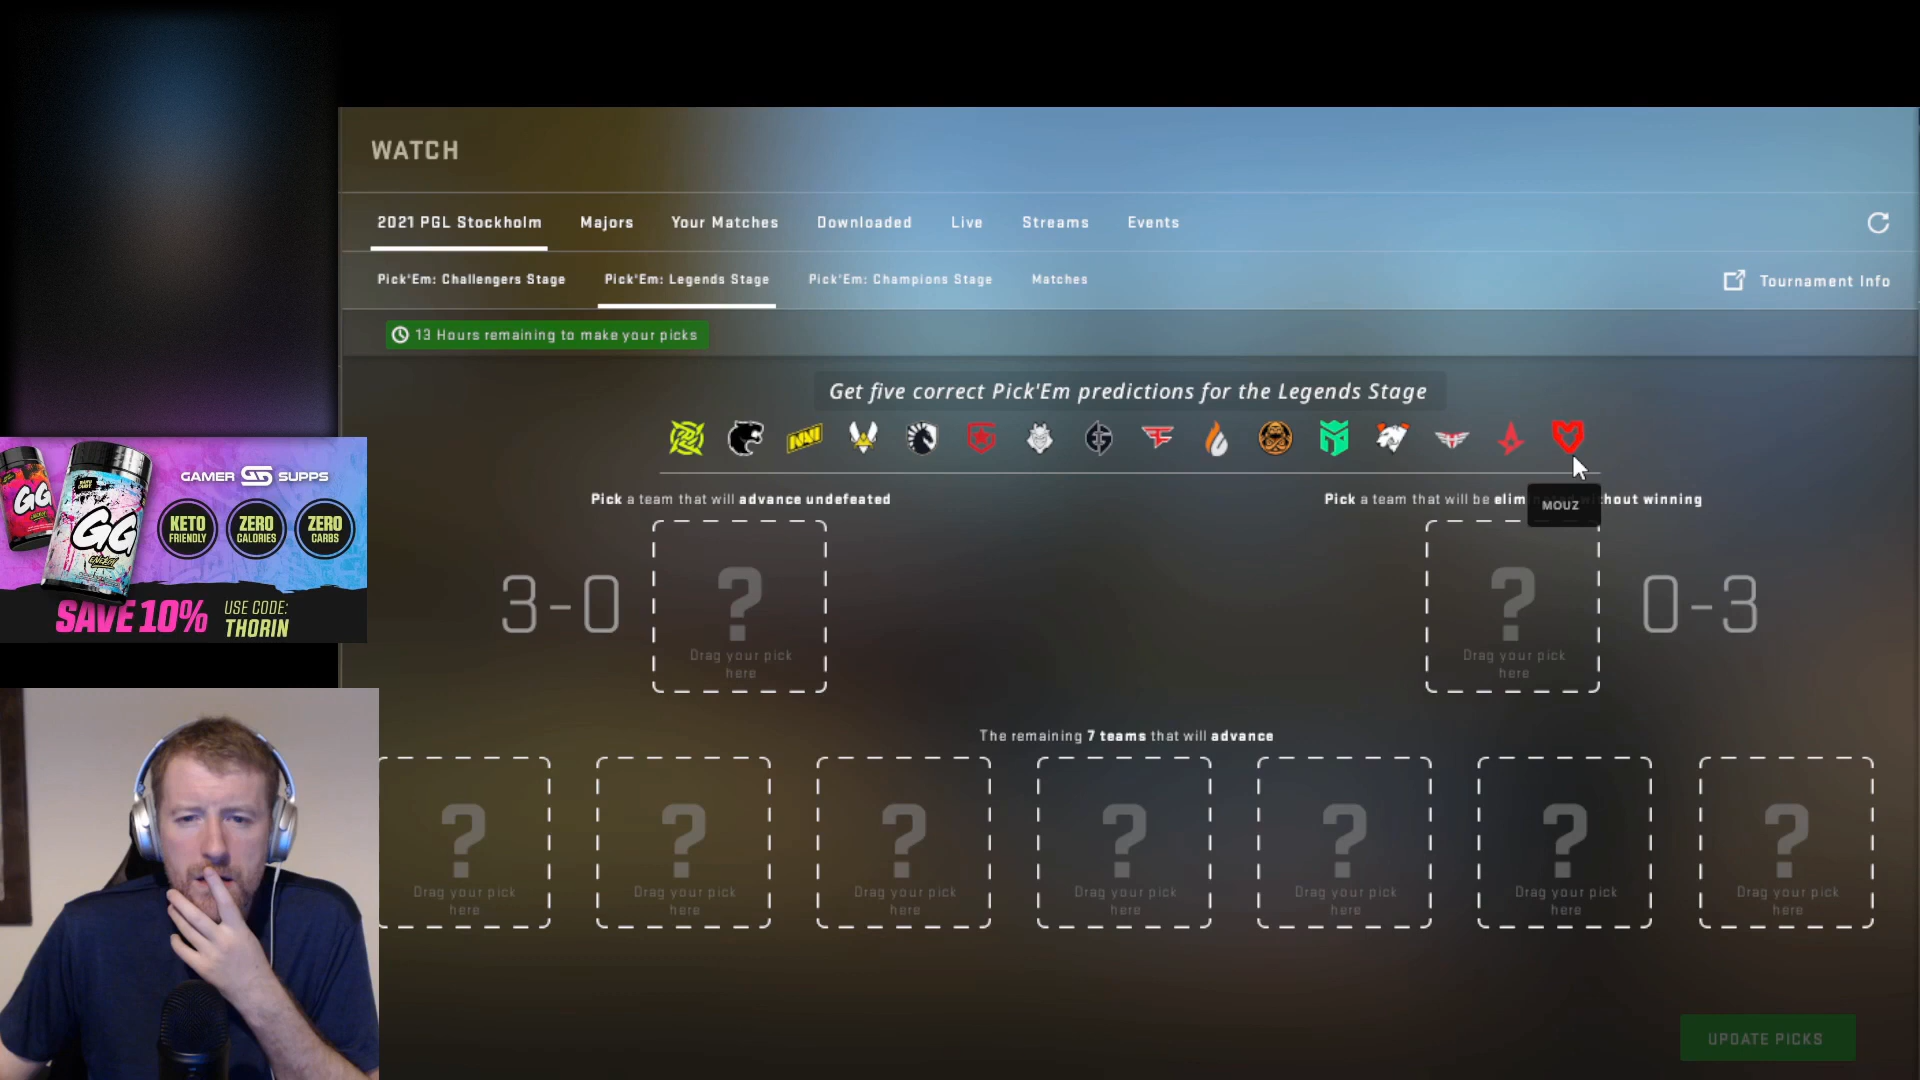 WATCH
2021 PGL Stockholm Majors Your Matches Downloaded Live Streams Events
Pick'Em: Challengers Stage Pick'Em: Legends Stage Pick'Em: Champions Stage Matches Tournament Info
13 Hours remaining to make your picks
Get five correct Pick'Em predictions for the Legends Stage
Pick a team that will advance undefeated
Pick a team that will be elim without winning
MOUZ
3-0
?
Drag your pick
here
?
Drag your pick
here
0-3
GAMER GS SUPPS
GG
GG
ENERGY
KETO
FRIENDLY
ZERO
CALORIES
ZERO
CARBS
SAVE 10%
USE CODE:
THORIN
The remaining 7 teams that will advance
? ? ? ? ? ? ?
Drag your pick Drag your pick Drag your pick Drag your pick Drag your pick Drag your pick Drag your pick
here here here here here here here
UPDATE PICKS